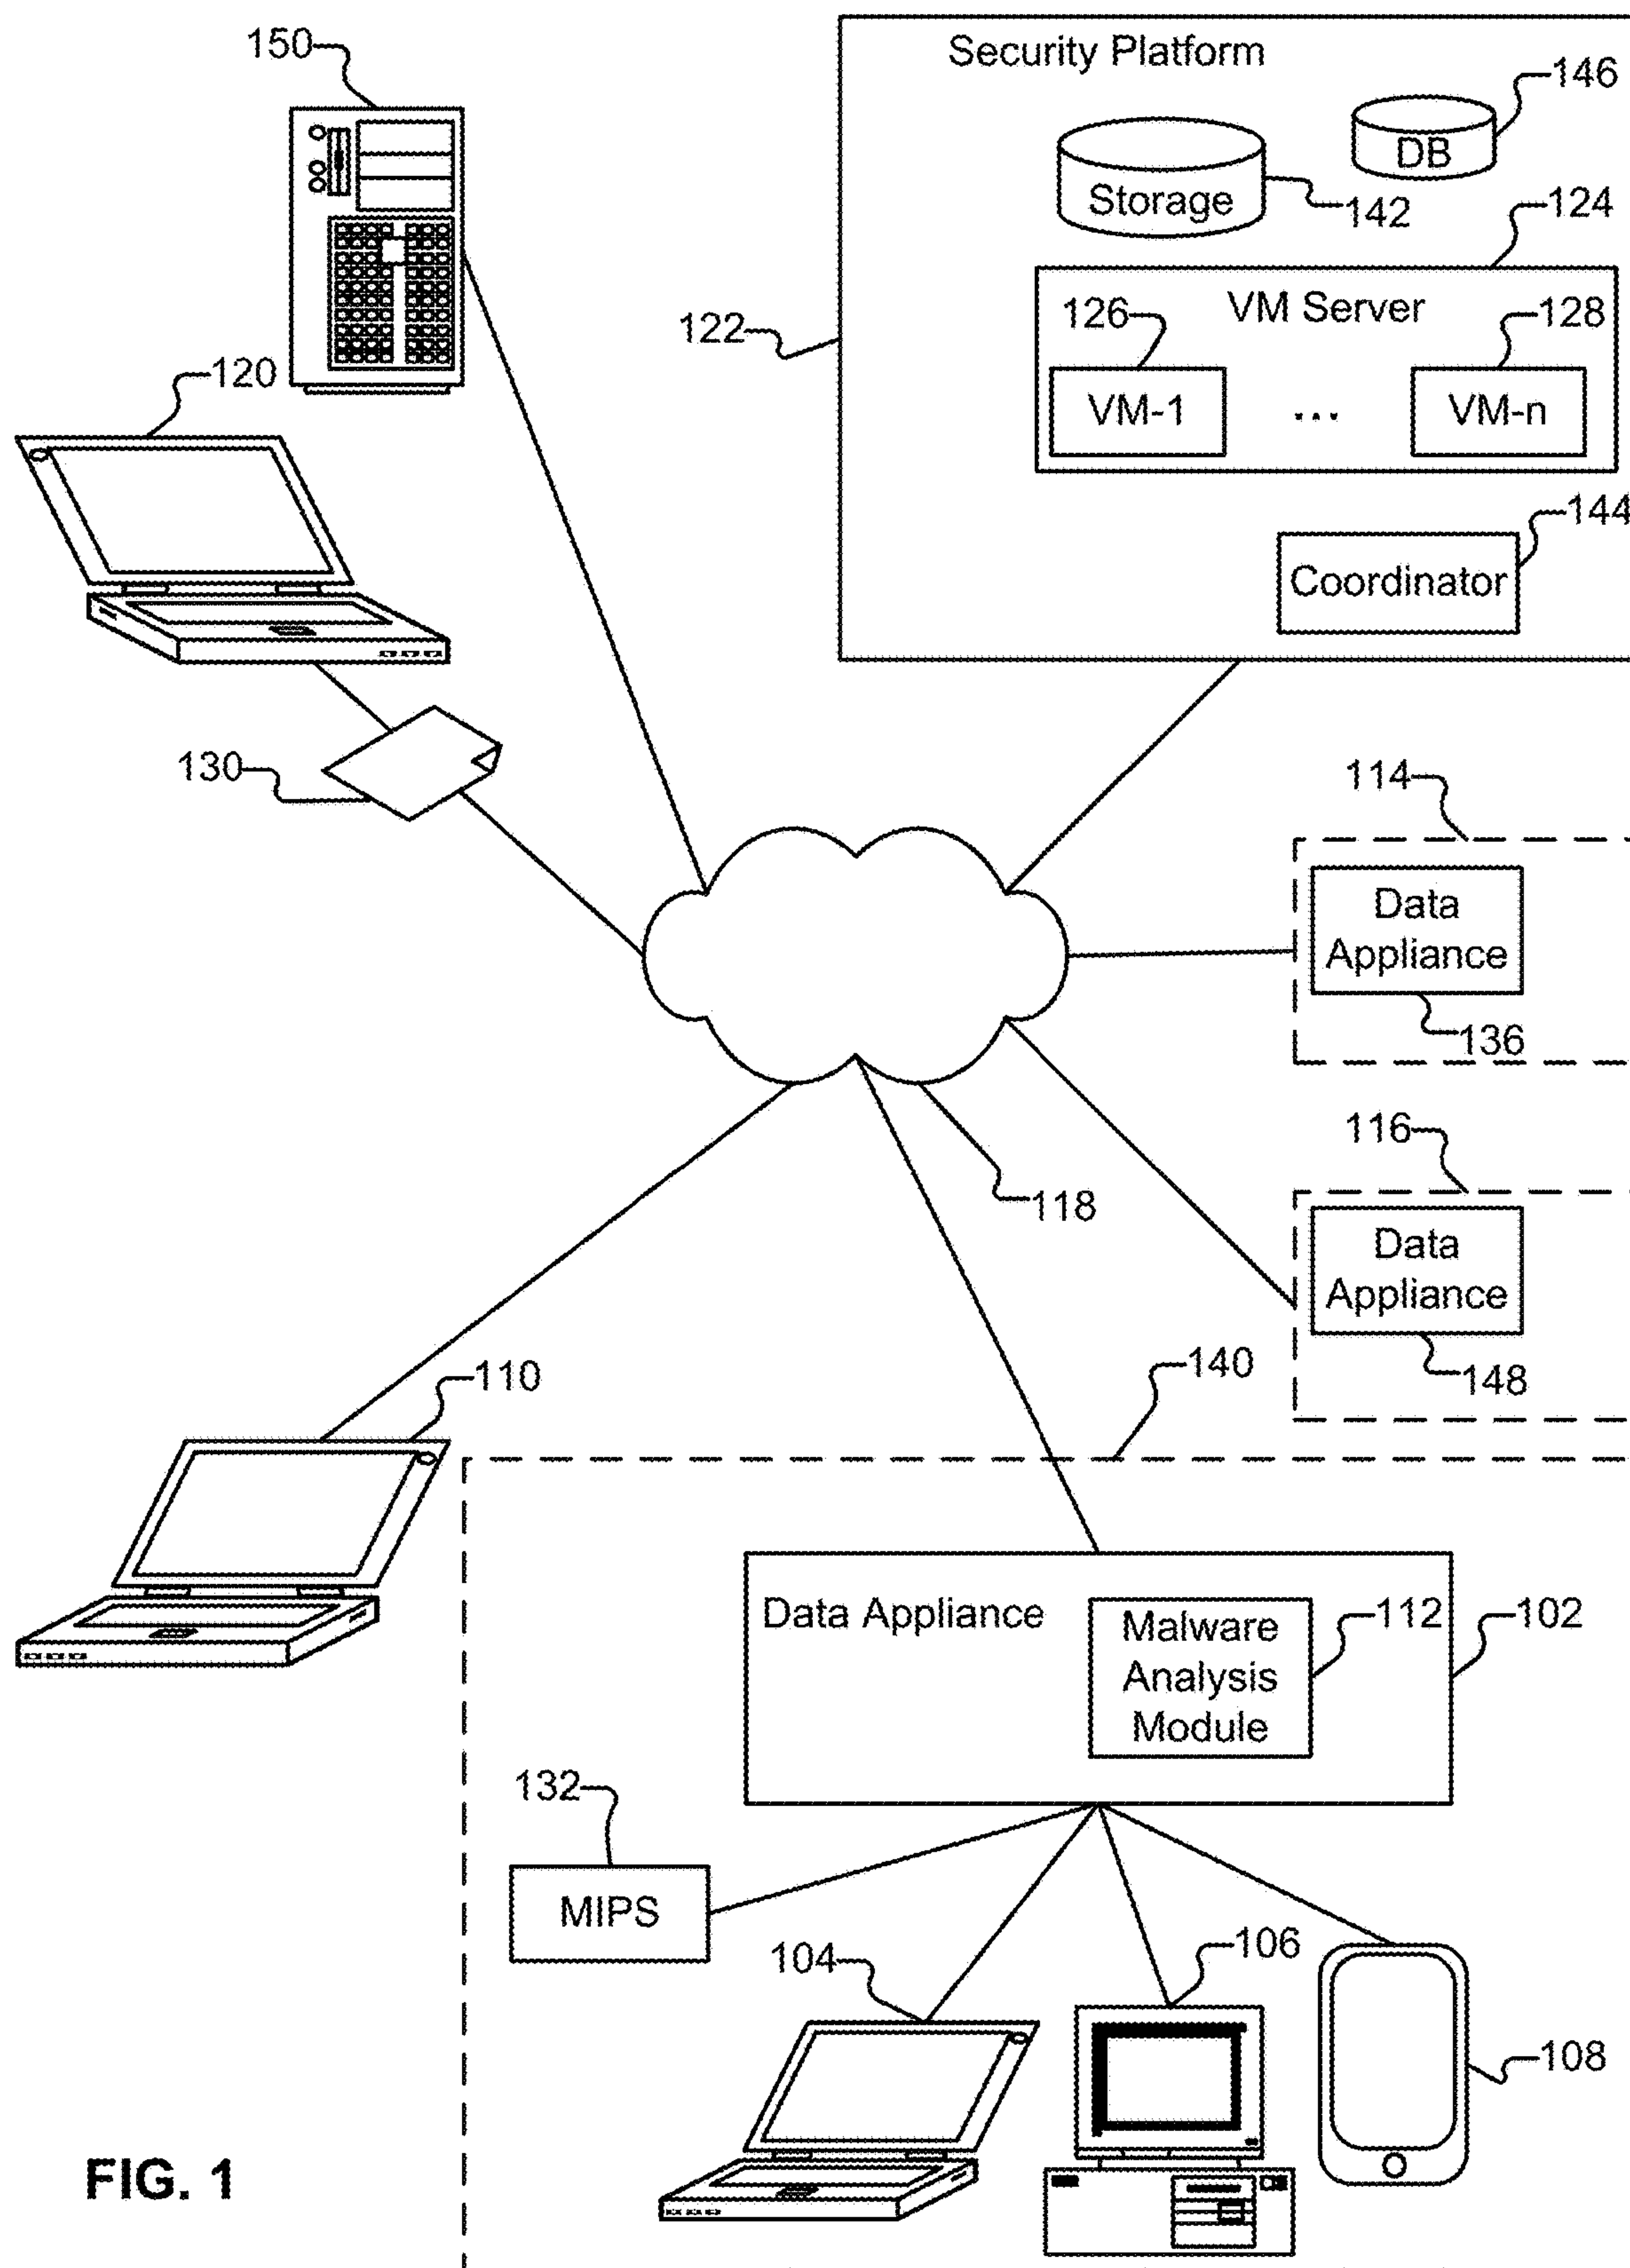 150
Security Platform
146
DB
Storage
142
124
120
122
126
VM Server
128
VM-1
...
VM-n
144
Coordinator
130
114
Data
Appliance
136
118
116
Data
Appliance
148
140
110
Data Appliance
Malware
Analysis
Module
112
102
132
MIPS
104
106
108
FIG. 1